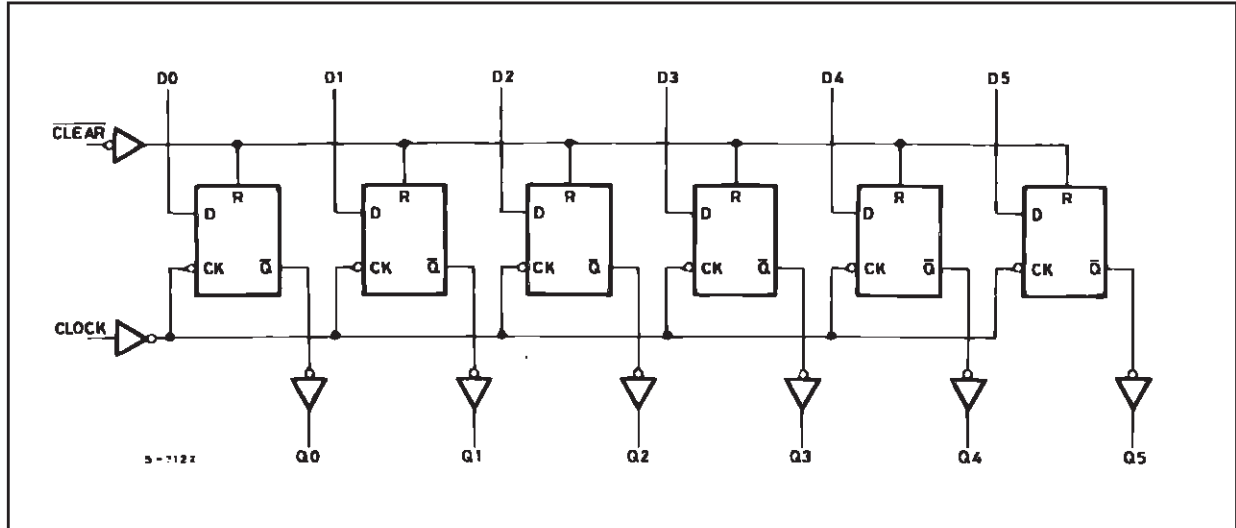 D0 D1 D2 D3 D4 D5
C̅L̅E̅A̅R̅
R R R R R R
D D D D D D
CK Q̅ CK Q̅ CK Q̅ CK Q̅ CK Q̅ CK Q̅
CLOCK
Q0 Q1 Q2 Q3 Q4 Q5